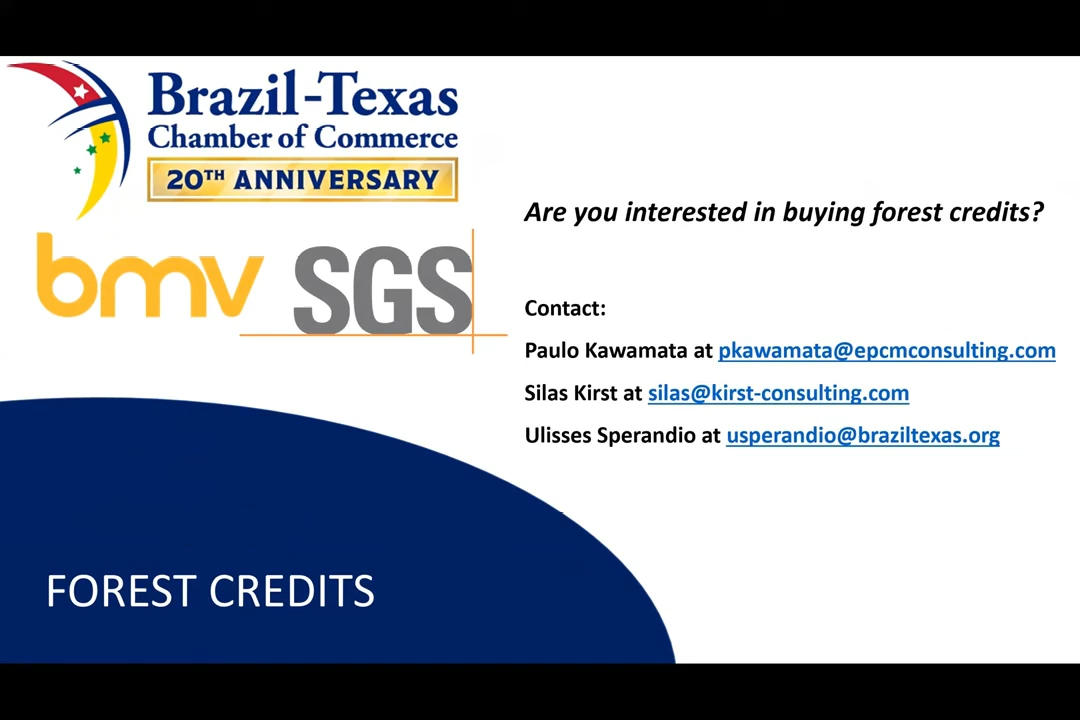 Brazil-Texas
Chamber of Commerce
20TH ANNIVERSARY
bmv
SGS
Are you interested in buying forest credits?
Contact:
Paulo Kawamata at pkawamata@epcmconsulting.com
Silas Kirst at silas@kirst-consulting.com
Ulisses Sperandio at usperandio@braziltexas.org
FOREST CREDITS